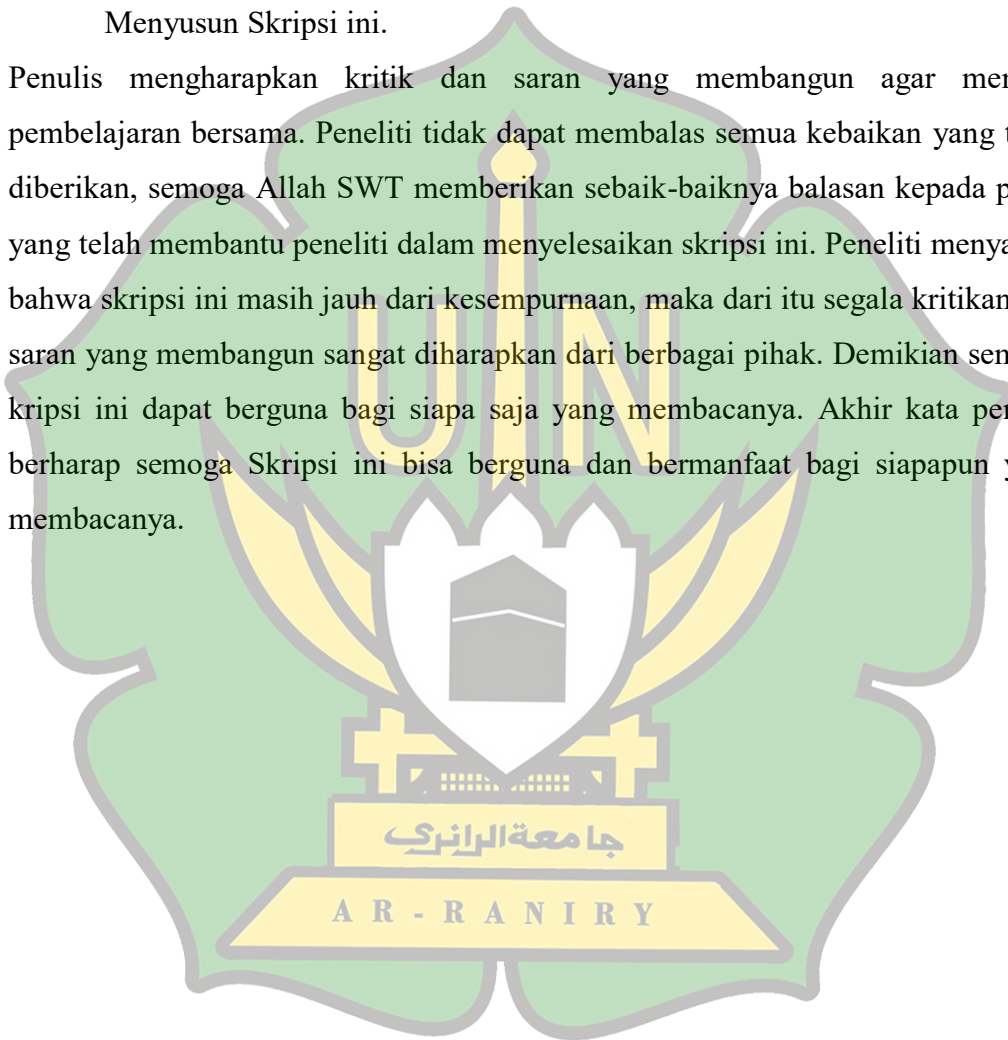 Menyusun Skripsi ini.
Penulis mengharapkan kritik dan saran yang membangun agar men
pembelajaran bersama. Peneliti tidak dapat membalas semua kebaikan yang t
diberikan, semoga Allah SWT memberikan sebaik-baiknya balasan kepada p
yang telah membantu peneliti dalam menyelesaikan skripsi ini. Peneliti menya
bahwa skripsi ini masih jauh dari kesempurnaan, maka dari itu segala kritikan
saran yang membangun sangat diharapkan dari berbagai pihak. Demikian sem
kripsi ini dapat berguna bagi siapa saja yang membacanya. Akhir kata pen
berharap semoga Skripsi ini bisa berguna dan bermanfaat bagi siapapun y
membacanya.
UIN
جامعة الرانري
AR-RANIRY